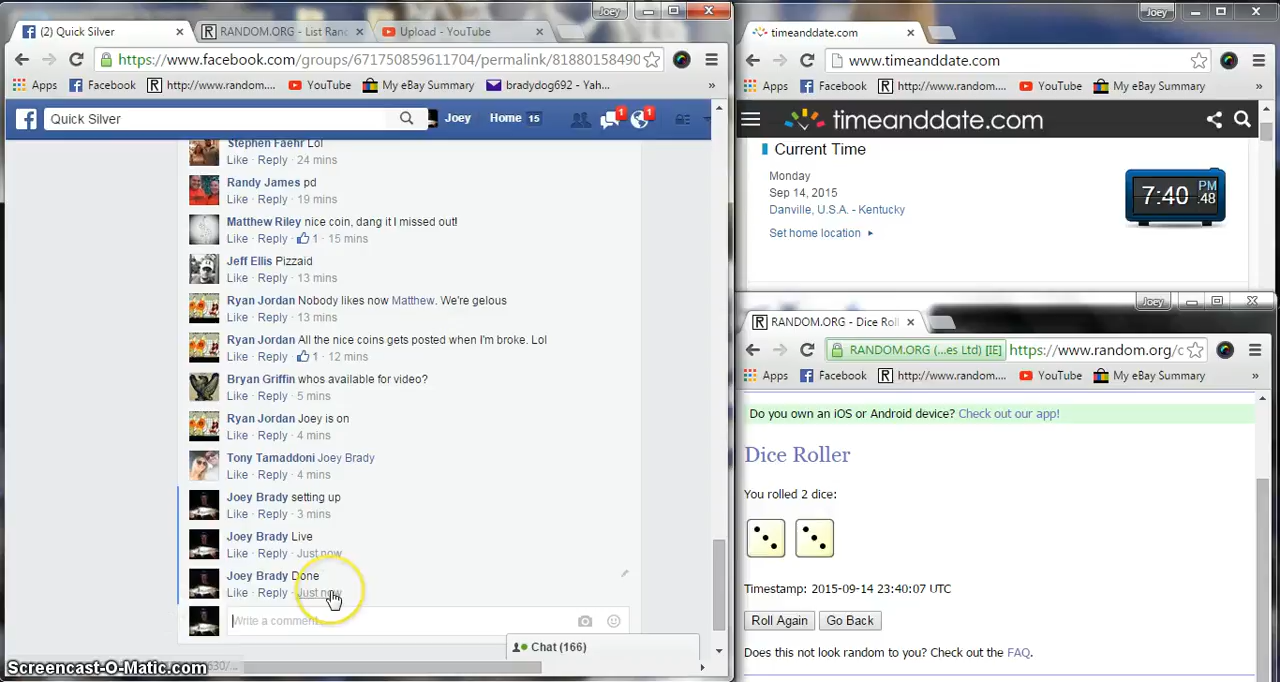 Joey
(2) Quick Silver
RANDOM.ORG - List Ran
Upload - YouTube
https://www.facebook.com/groups/671750859611704/permalink/81880158490
Apps Facebook http://www.random.... YouTube My eBay Summary bradydog692 - Yah... »
Quick Silver
Joey Home 15
1 1
Stephen Faehr Lol
Like · Reply · 24 mins
Randy James pd
Like · Reply · 19 mins
Matthew Riley nice coin, dang it I missed out!
Like · Reply · 1 · 15 mins
Jeff Ellis Pizzaid
Like · Reply · 13 mins
Ryan Jordan Nobody likes now Matthew. We're gelous
Like · Reply · 13 mins
Ryan Jordan All the nice coins gets posted when I'm broke. Lol
Like · Reply · 1 · 12 mins
Bryan Griffin whos available for video?
Like · Reply · 5 mins
Ryan Jordan Joey is on
Like · Reply · 4 mins
Tony Tamaddoni Joey Brady
Like · Reply · 4 mins
Joey Brady setting up
Like · Reply · 3 mins
Joey Brady Live
Like · Reply · Just now
Joey Brady Done
Like · Reply · Just now
Write a comment...
Chat (166)
Screencast-O-Matic.com
Joey
timeanddate.com
www.timeanddate.com
Apps Facebook http://www.random.... YouTube My eBay Summary »
timeanddate.com
Current Time
Monday
Sep 14, 2015
Danville, U.S.A. - Kentucky
Set home location
7:40 PM .48
Joey
RANDOM.ORG - Dice Roll
RANDOM.ORG (...es Ltd) [IE] https://www.random.org/c
Apps Facebook http://www.random.... YouTube My eBay Summary »
Do you own an iOS or Android device? Check out our app!
Dice Roller
You rolled 2 dice:
Timestamp: 2015-09-14 23:40:07 UTC
Roll Again Go Back
Does this not look random to you? Check out the FAQ.